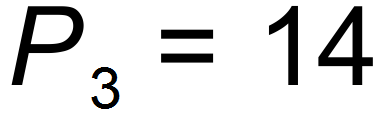 P₃ = 14